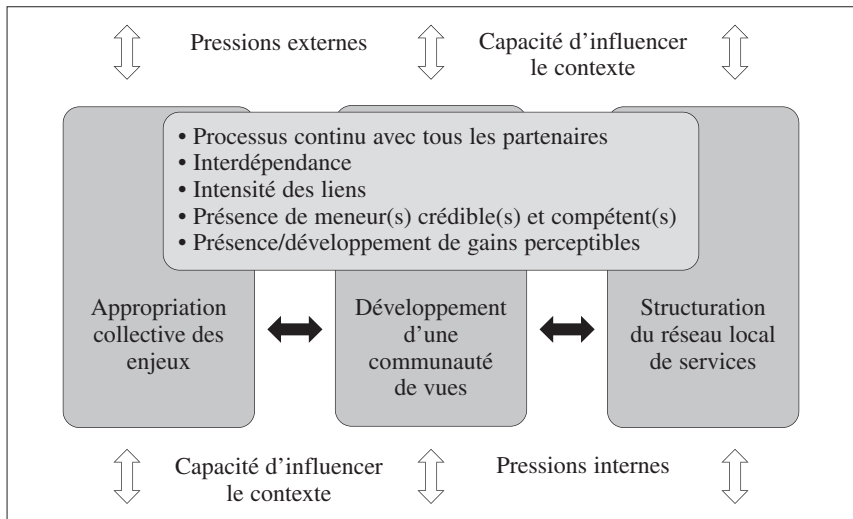 Pressions externes
Capacité d’influencer
le contexte
• Processus continu avec tous les partenaires
• Interdépendance
• Intensité des liens
• Présence de meneur(s) crédible(s) et compétent(s)
• Présence/développement de gains perceptibles
Appropriation
collective des
enjeux
Développement
d’une
communauté
de vues
Structuration
du réseau local
de services
Capacité d’influencer
le contexte
Pressions internes